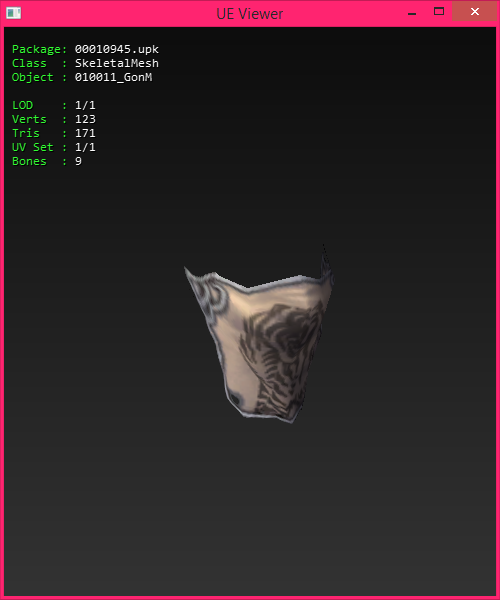 UE Viewer
Package: 00010945.upk
Class : SkeletalMesh
Object : 010011_GonM
LOD : 1/1
Verts : 123
Tris : 171
UV Set : 1/1
Bones : 9